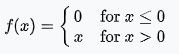 f(x) = { 0 for x ≤ 0
x for x > 0